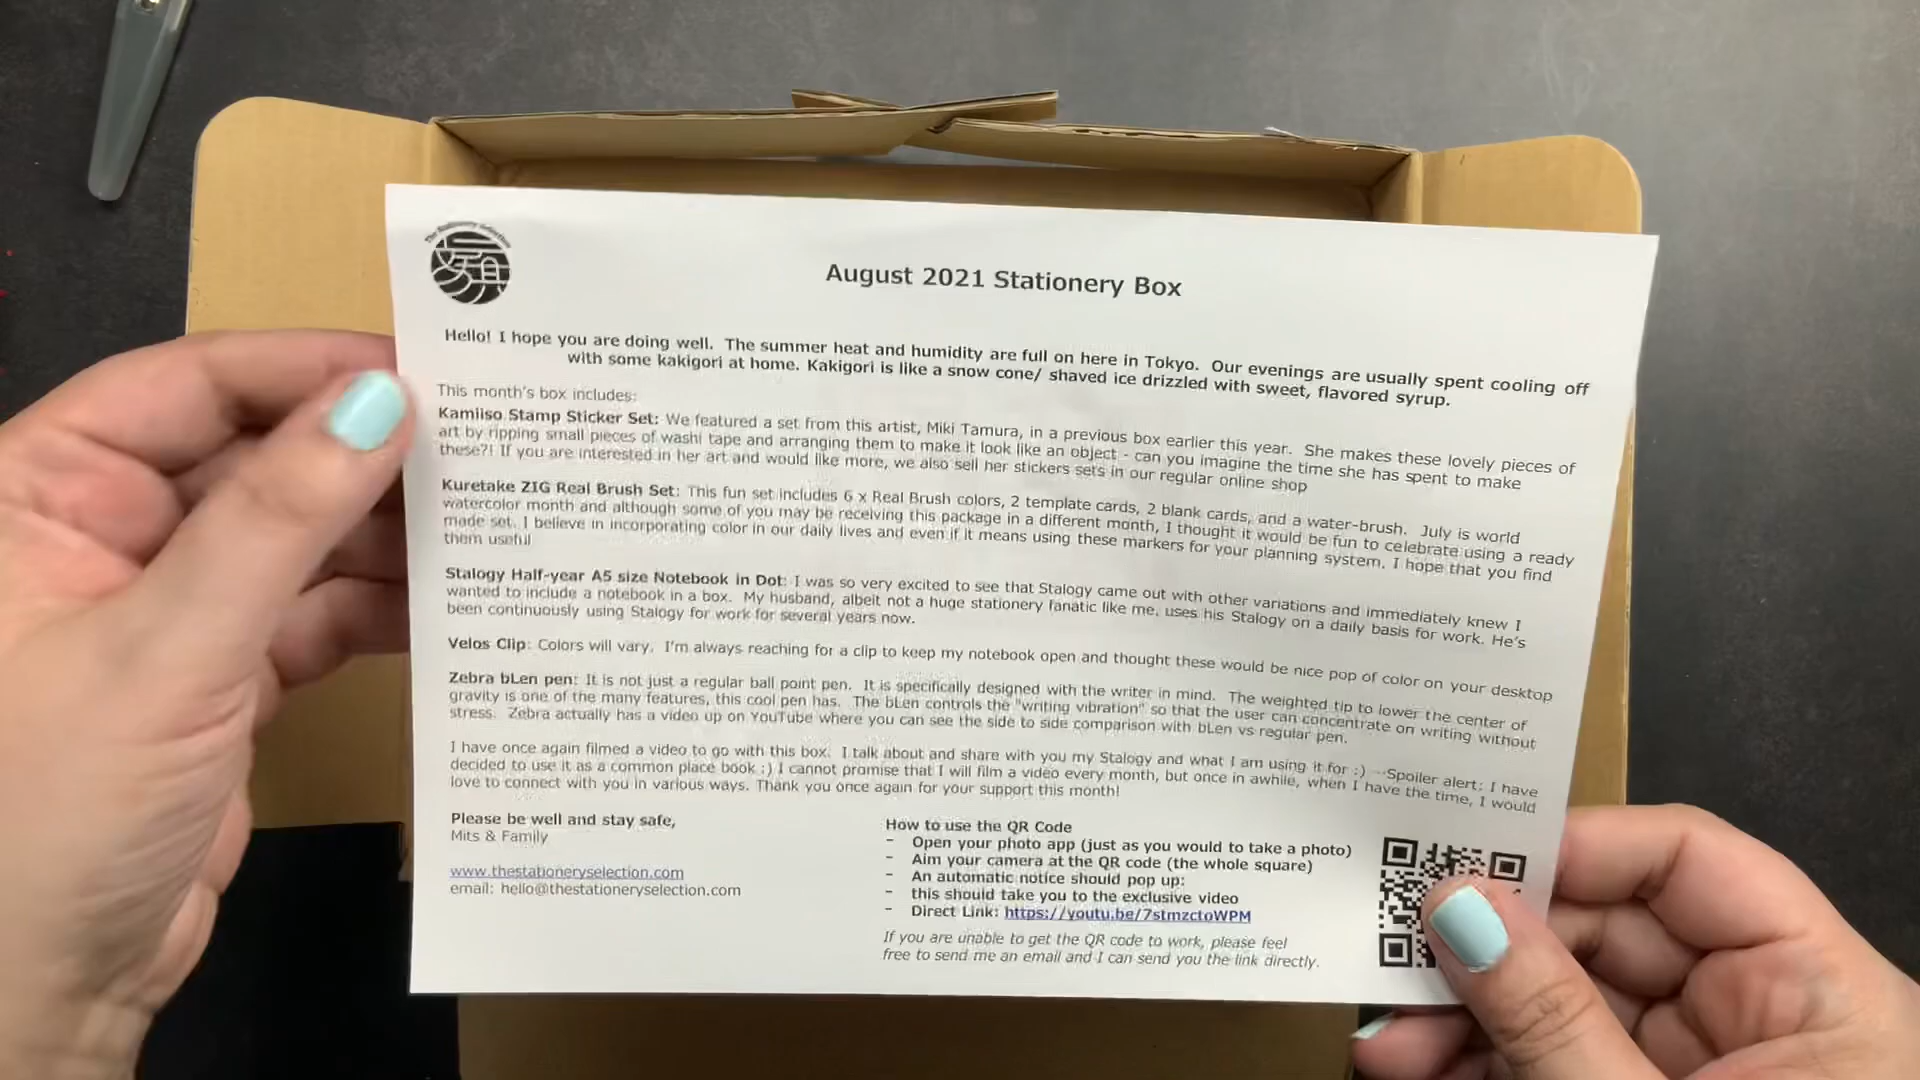 The Stationery Selection
August 2021 Stationery Box
Hello! I hope you are doing well. The summer heat and humidity are full on here in Tokyo. Our evenings are usually spent cooling off
with some kakigori at home. Kakigori is like a snow cone/ shaved ice drizzled with sweet, flavored syrup.
This month's box includes:
Kamiiso Stamp Sticker Set: We featured a set from this artist, Miki Tamura, in a previous box earlier this year. She makes these lovely pieces of
art by ripping small pieces of washi tape and arranging them to make it look like an object - can you imagine the time she has spent to make
these?! If you are interested in her art and would like more, we also sell her stickers sets in our regular online shop
Kuretake ZIG Real Brush Set: This fun set includes 6 x Real Brush colors, 2 template cards, 2 blank cards, and a water-brush. July is world
watercolor month and although some of you may be receiving this package in a different month, I thought it would be fun to celebrate using a ready
made set. I believe in incorporating color in our daily lives and even if it means using these markers for your planning system, I hope that you find
them useful
Stalogy Half-year A5 size Notebook in Dot: I was so very excited to see that Stalogy came out with other variations and immediately knew I
wanted to include a notebook in a box. My husband, albeit not a huge stationery fanatic like me, uses his Stalogy on a daily basis for work. He's
been continuously using Stalogy for work for several years now.
Velos Clip: Colors will vary. I'm always reaching for a clip to keep my notebook open and thought these would be nice pop of color on your desktop
Zebra bLen pen: It is not just a regular ball point pen. It is specifically designed with the writer in mind. The weighted tip to lower the center of
gravity is one of the many features, this cool pen has. The bLen controls the "writing vibration" so that the user can concentrate on writing without
stress. Zebra actually has a video up on YouTube where you can see the side to side comparison with bLen vs regular pen.
I have once again filmed a video to go with this box. I talk about and share with you my Stalogy and what I am using it for :) --Spoiler alert: I have
decided to use it as a common place book :) I cannot promise that I will film a video every month, but once in awhile, when I have the time, I would
love to connect with you in various ways. Thank you once again for your support this month!
Please be well and stay safe,
Mits & Family
www.thestationeryselection.com
email: hello@thestationeryselection.com
How to use the QR Code
- Open your photo app (just as you would to take a photo)
- Aim your camera at the QR code (the whole square)
- An automatic notice should pop up:
- this should take you to the exclusive video
- Direct Link: https://youtu.be/7stmzctoWPM
If you are unable to get the QR code to work, please feel
free to send me an email and I can send you the link directly.